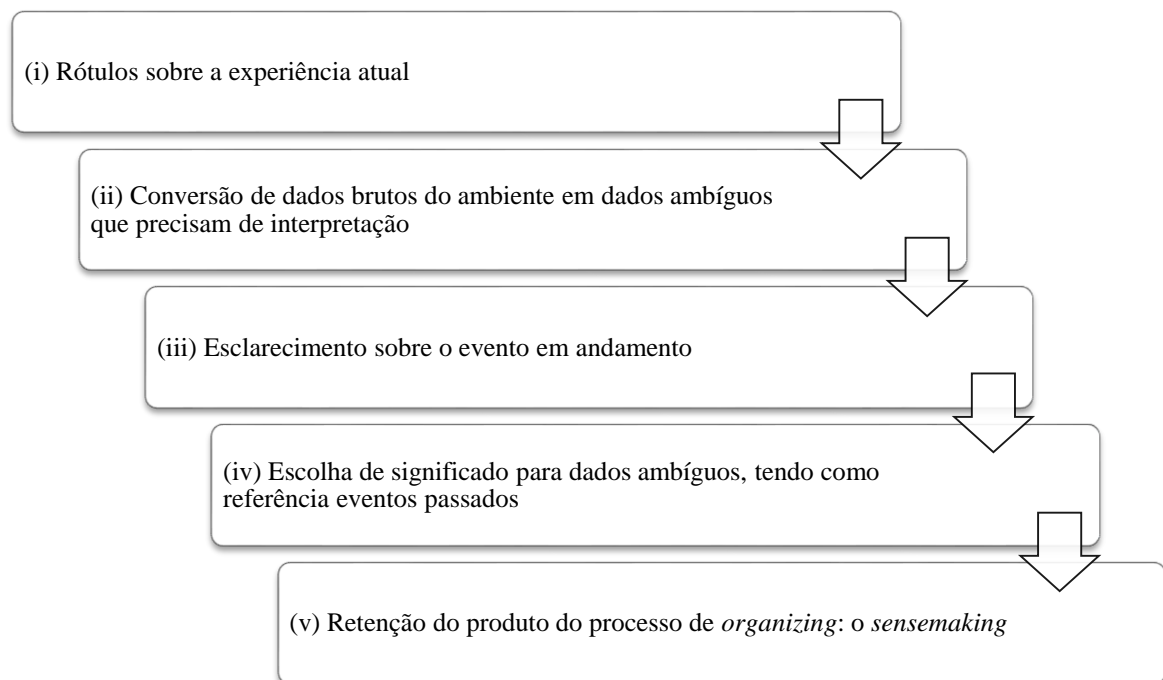 (i) Rótulos sobre a experiência atual
(ii) Conversão de dados brutos do ambiente em dados ambíguos
que precisam de interpretação
(iii) Esclarecimento sobre o evento em andamento
(iv) Escolha de significado para dados ambíguos, tendo como
referência eventos passados
(v) Retenção do produto do processo de organizing: o sensemaking